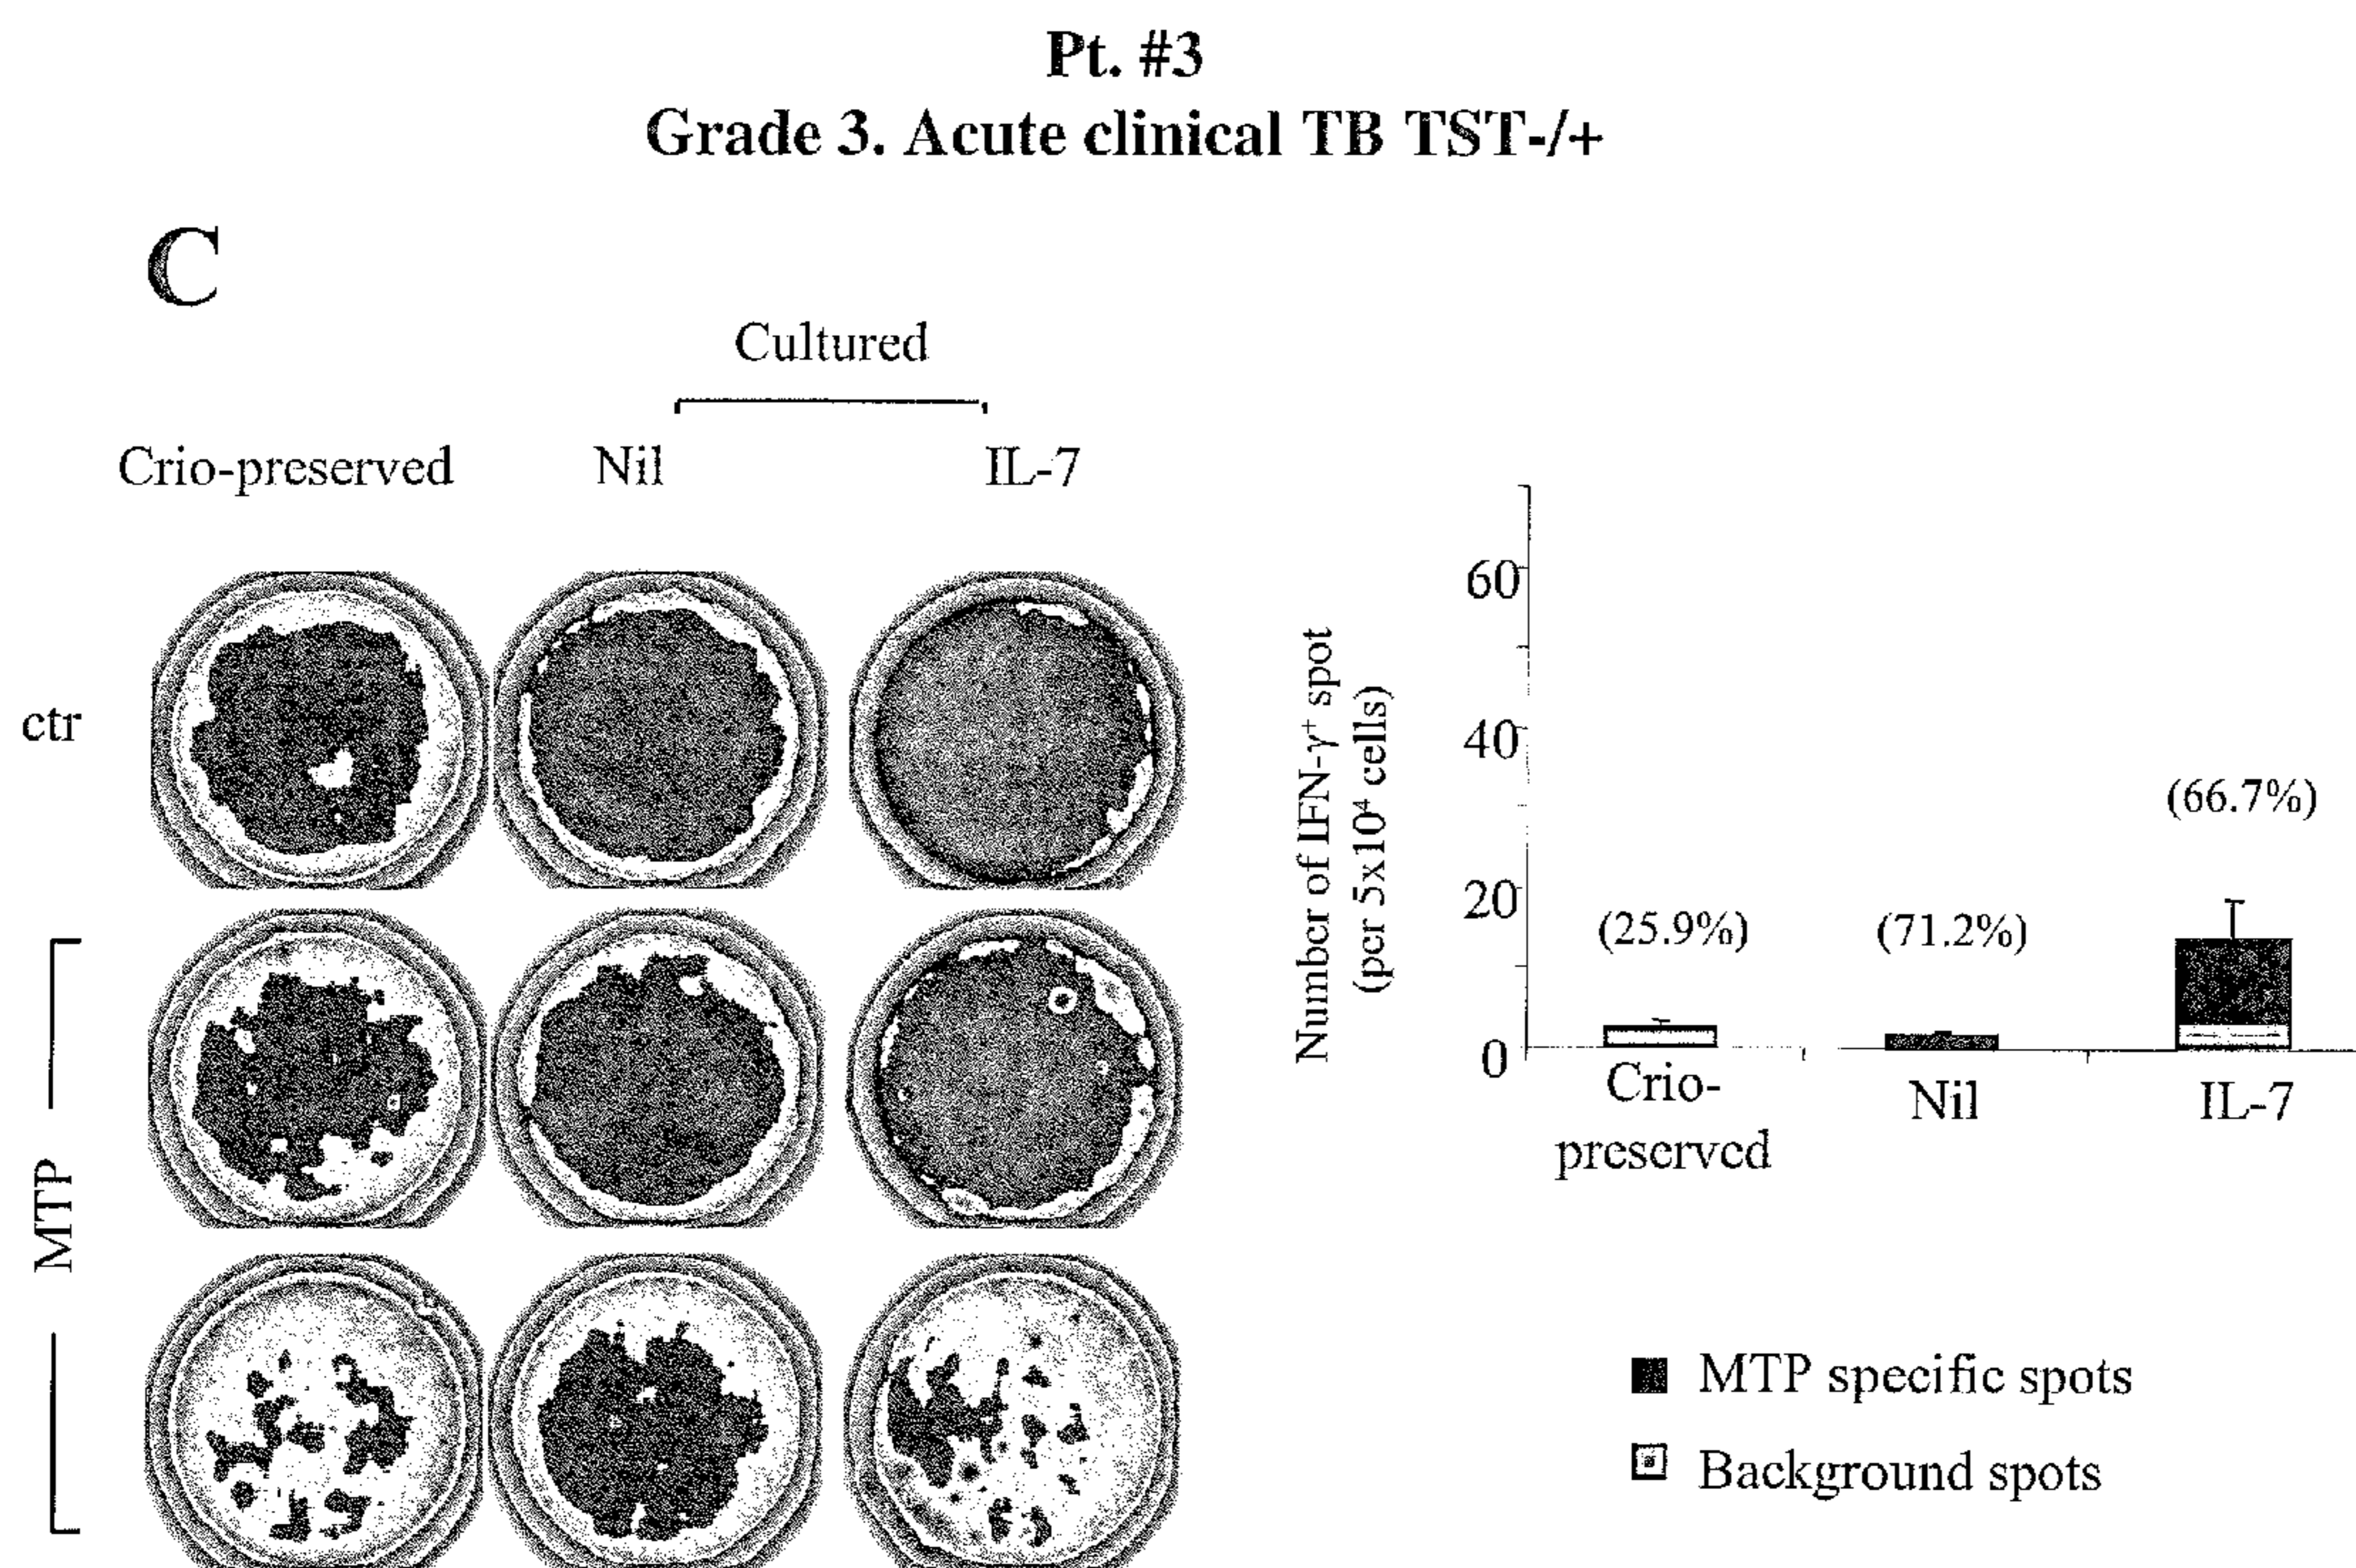 Pt. #3
Grade 3. Acute clinical TB TST-/+
C
Cultured
Crio-preserved Nil IL-7
ctr
MTP
Number of IFN-γ+ spot
(per 5x10⁴ cells)
60
40
20
0
(25.9%)
(71.2%)
(66.7%)
Crio-
preserved
Nil
IL-7
MTP specific spots
Background spots